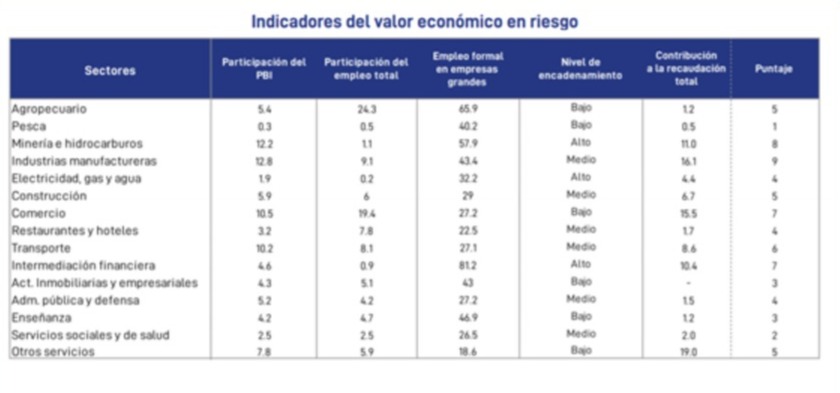 Indicadores del valor económico en riesgo
Sectores Participación del PBI Participación del empleo total Empleo formal en empresas grandes Nivel de encadenamiento Contribución a la recaudación total Puntaje
Agropecuario 5.4 24.3 65.9 Bajo 1.2 5
Pesca 0.3 0.5 40.2 Bajo 0.5 1
Minería e hidrocarburos 12.2 1.1 57.9 Alto 11.0 8
Industrias manufactureras 12.8 9.1 43.4 Medio 16.1 9
Electricidad, gas y agua 1.9 0.2 32.2 Alto 4.4 4
Construcción 5.9 6 29 Medio 6.7 5
Comercio 10.5 19.4 27.2 Bajo 15.5 7
Restaurantes y hoteles 3.2 7.8 22.5 Medio 1.7 4
Transporte 10.2 8.1 27.1 Medio 8.6 6
Intermediación financiera 4.6 0.9 81.2 Alto 10.4 7
Act. Inmobiliarias y empresariales 4.3 5.1 43 Bajo - 3
Adm. pública y defensa 5.2 4.2 27.2 Medio 1.5 4
Enseñanza 4.2 4.7 46.9 Bajo 1.2 3
Servicios sociales y de salud 2.5 2.5 26.5 Medio 2.0 2
Otros servicios 7.8 5.9 18.6 Bajo 19.0 5